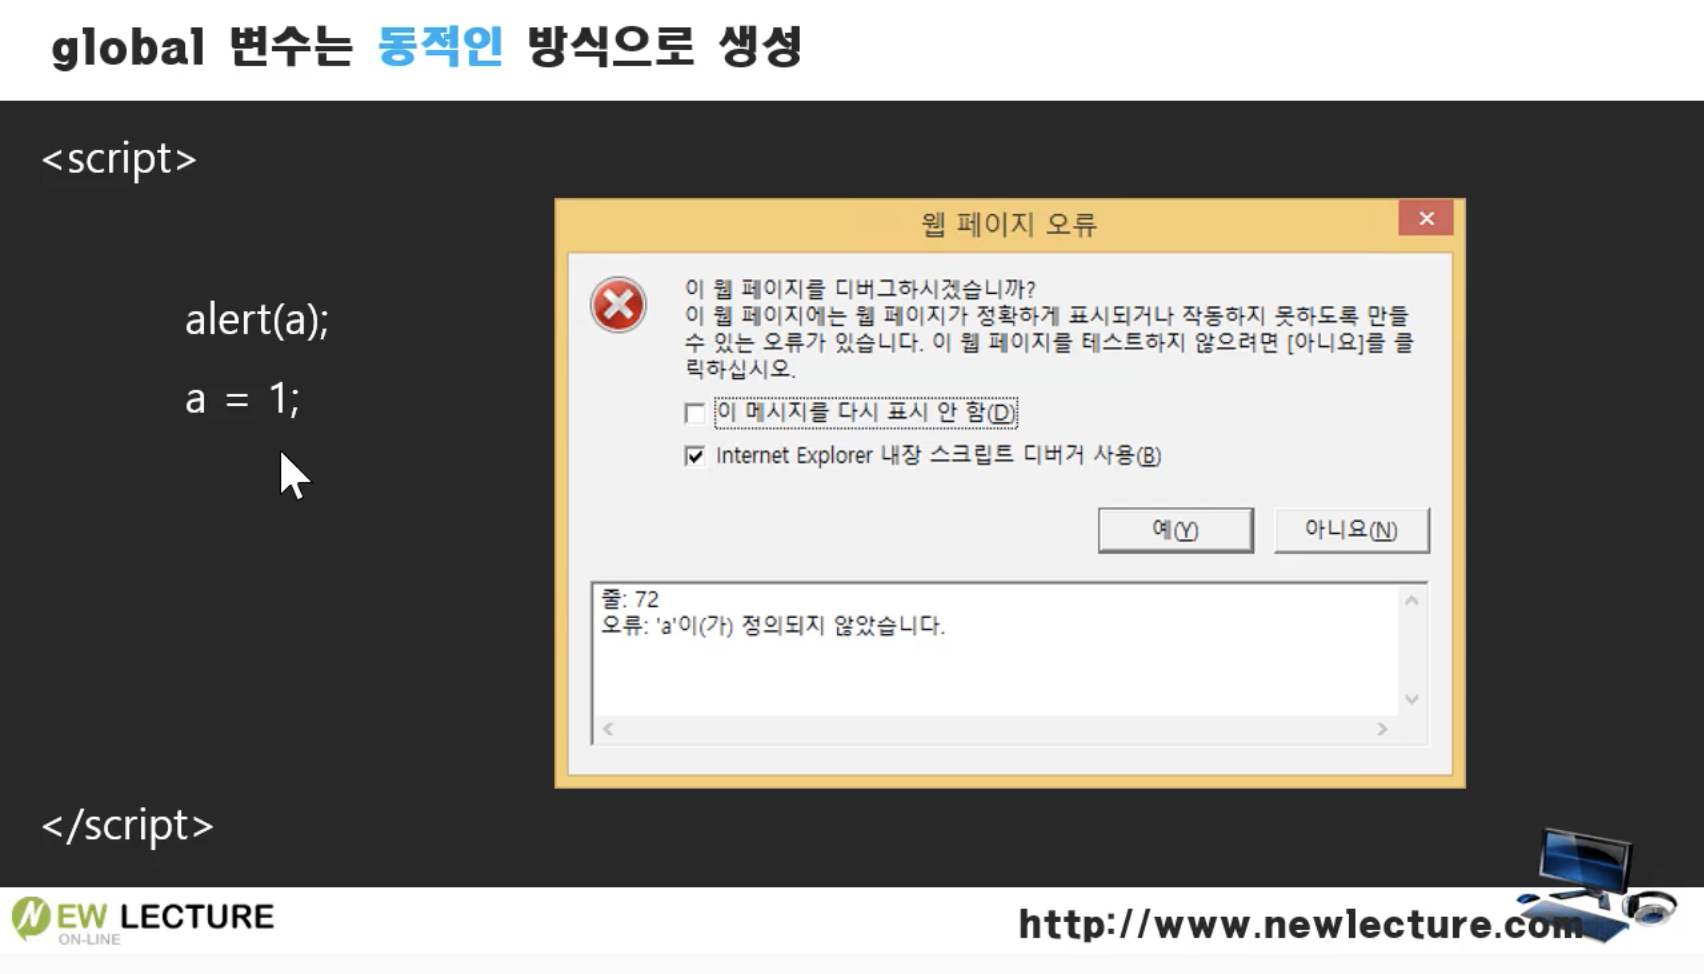 global 변수는 동적인 방식으로 생성
<script>
alert(a);
a = 1;
</script>
웹 페이지 오류
이 웹 페이지를 디버그하시겠습니까?
이 웹 페이지에는 웹 페이지가 정확하게 표시되거나 작동하지 못하도록 만들
수 있는 오류가 있습니다. 이 웹 페이지를 테스트하지 않으려면 [아니요]를 클
릭하십시오.
이 메시지를 다시 표시 안 함(D)
Internet Explorer 내장 스크립트 디버거 사용(B)
예(Y) 아니요(N)
줄: 72
오류: 'a'이(가) 정의되지 않았습니다.
NEW LECTURE
ON-LINE
http://www.newlecture.com